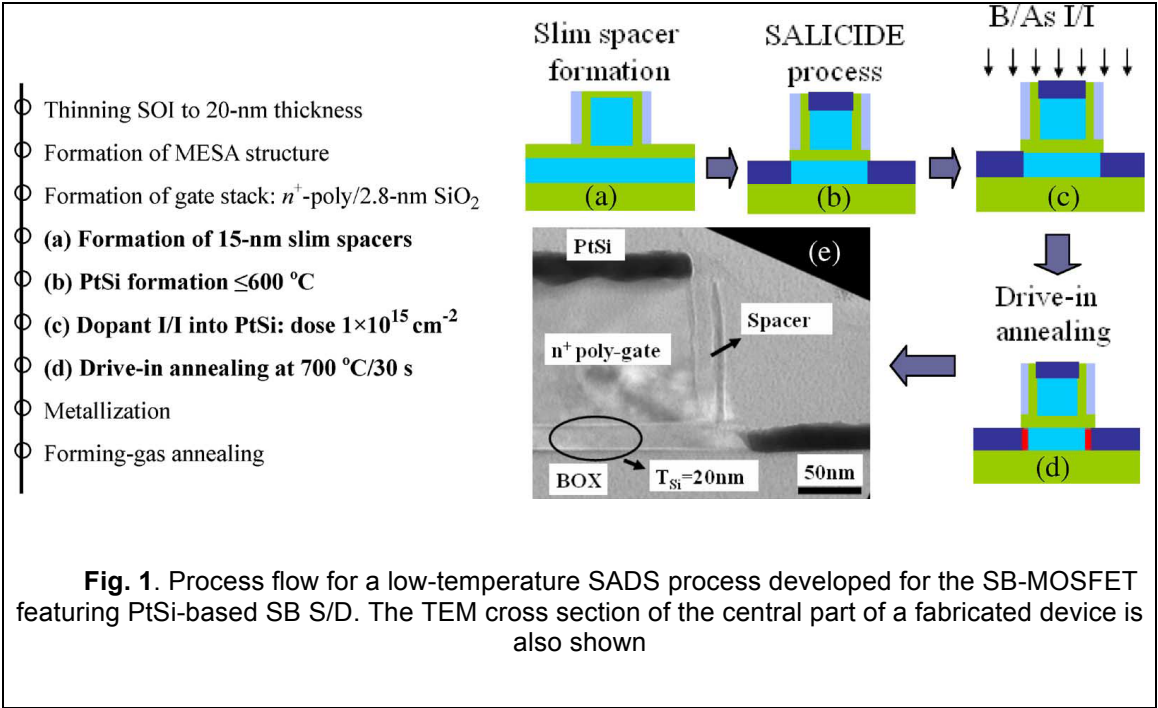 Thinning SOI to 20-nm thickness
Formation of MESA structure
Formation of gate stack: n⁺-poly/2.8-nm SiO₂
(a) Formation of 15-nm slim spacers
(b) PtSi formation ≤600 °C
(c) Dopant I/I into PtSi: dose 1×10¹⁵ cm⁻²
(d) Drive-in annealing at 700 °C/30 s
Metallization
Forming-gas annealing
Slim spacer
formation
(a)
SALICIDE
process
(b)
B/As I/I
(c)
Drive-in
annealing
(d)
PtSi
(e)
Spacer
n⁺ poly-gate
BOX
T_Si=20nm
50nm
Fig. 1. Process flow for a low-temperature SADS process developed for the SB-MOSFET
featuring PtSi-based SB S/D. The TEM cross section of the central part of a fabricated device is
also shown